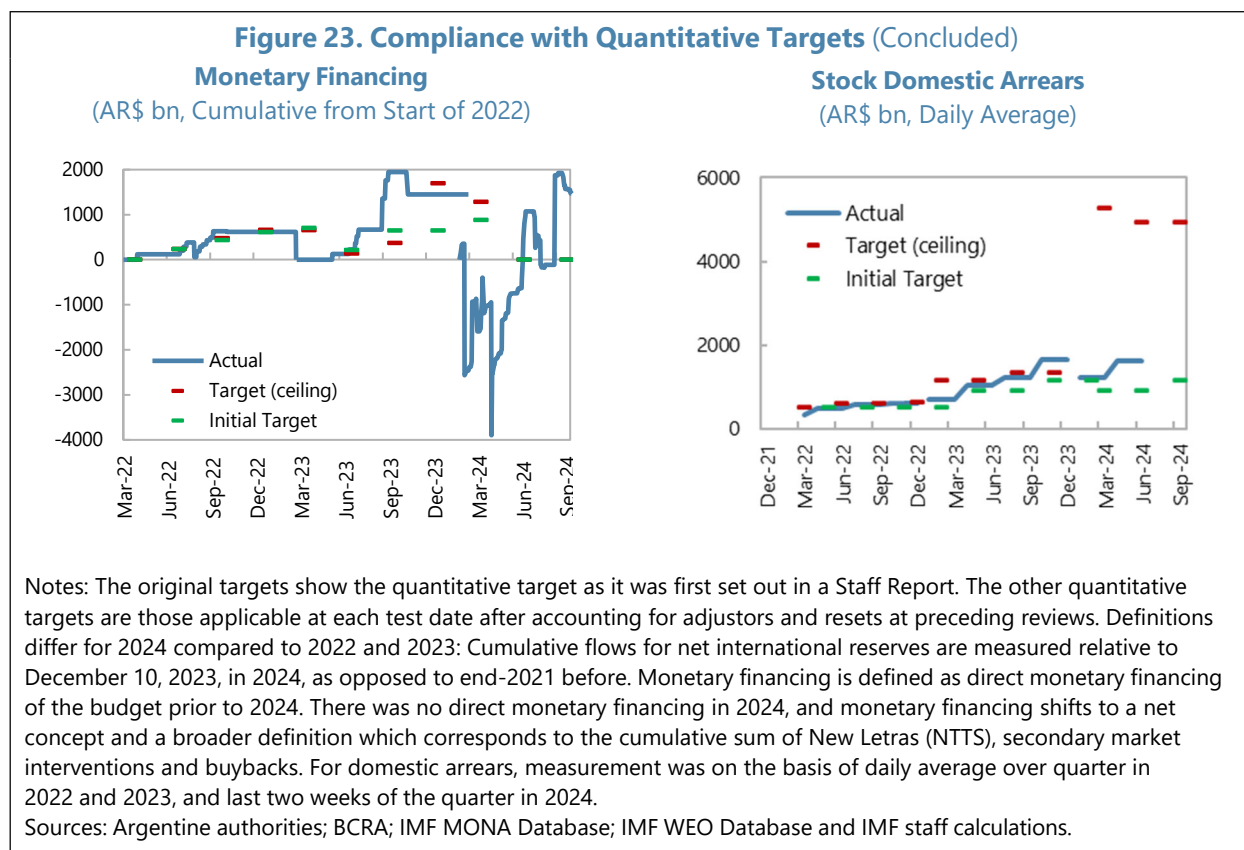 Figure 23. Compliance with Quantitative Targets (Concluded)
Monetary Financing
(AR$ bn, Cumulative from Start of 2022)
2000
1000
0
-1000
-2000
-3000
-4000
Actual
Target (ceiling)
Initial Target
Mar-22
Jun-22
Sep-22
Dec-22
Mar-23
Jun-23
Sep-23
Dec-23
Mar-24
Jun-24
Sep-24
Stock Domestic Arrears
(AR$ bn, Daily Average)
6000
4000
2000
0
Actual
Target (ceiling)
Initial Target
Dec-21
Mar-22
Jun-22
Sep-22
Dec-22
Mar-23
Jun-23
Sep-23
Dec-23
Mar-24
Jun-24
Sep-24
Notes: The original targets show the quantitative target as it was first set out in a Staff Report. The other quantitative
targets are those applicable at each test date after accounting for adjustors and resets at preceding reviews. Definitions
differ for 2024 compared to 2022 and 2023: Cumulative flows for net international reserves are measured relative to
December 10, 2023, in 2024, as opposed to end-2021 before. Monetary financing is defined as direct monetary financing
of the budget prior to 2024. There was no direct monetary financing in 2024, and monetary financing shifts to a net
concept and a broader definition which corresponds to the cumulative sum of New Letras (NTTS), secondary market
interventions and buybacks. For domestic arrears, measurement was on the basis of daily average over quarter in
2022 and 2023, and last two weeks of the quarter in 2024.
Sources: Argentine authorities; BCRA; IMF MONA Database; IMF WEO Database and IMF staff calculations.